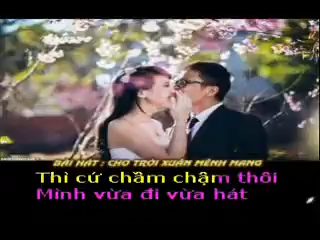 BÀI HÁT : CHO TRỜI XUÂN MÊNH MANG
Thì cứ chầm chậm thôi
Mình vừa đi vừa hát